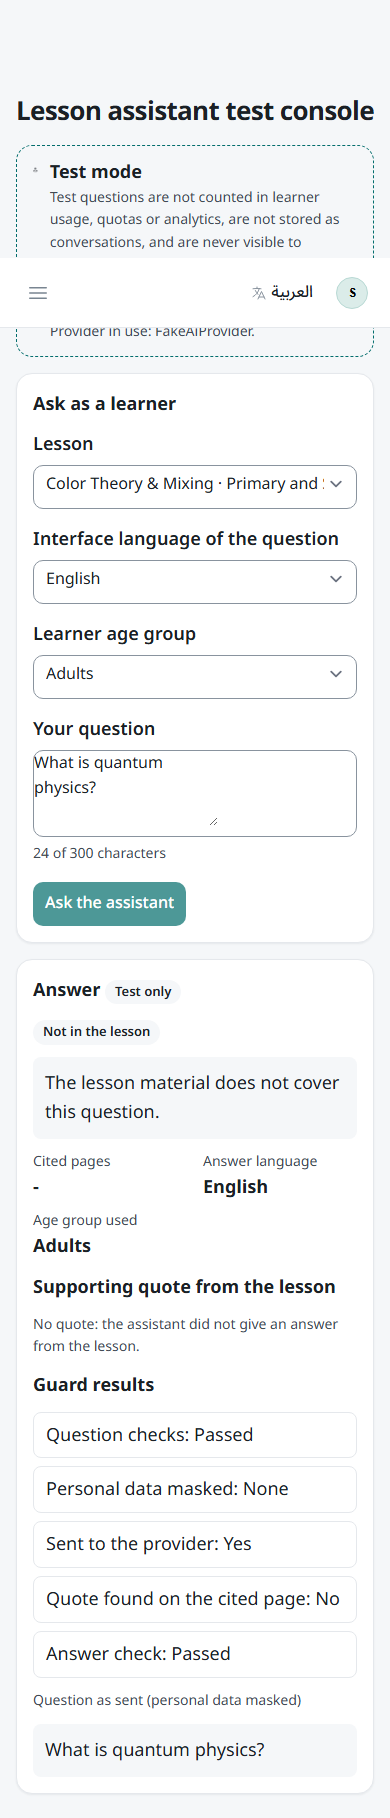 Lesson assistant test console
Test mode
Test questions are not counted in learner
usage, quotas or analytics, are not stored as
conversations, and are never visible to
العربية
S
Provider in use: FakeAiProvider.
Ask as a learner
Lesson
Color Theory & Mixing · Primary and
Interface language of the question
English
Learner age group
Adults
Your question
What is quantum
physics?
24 of 300 characters
Ask the assistant
Answer Test only
Not in the lesson
The lesson material does not cover
this question.
Cited pages Answer language
- English
Age group used
Adults
Supporting quote from the lesson
No quote: the assistant did not give an answer
from the lesson.
Guard results
Question checks: Passed
Personal data masked: None
Sent to the provider: Yes
Quote found on the cited page: No
Answer check: Passed
Question as sent (personal data masked)
What is quantum physics?